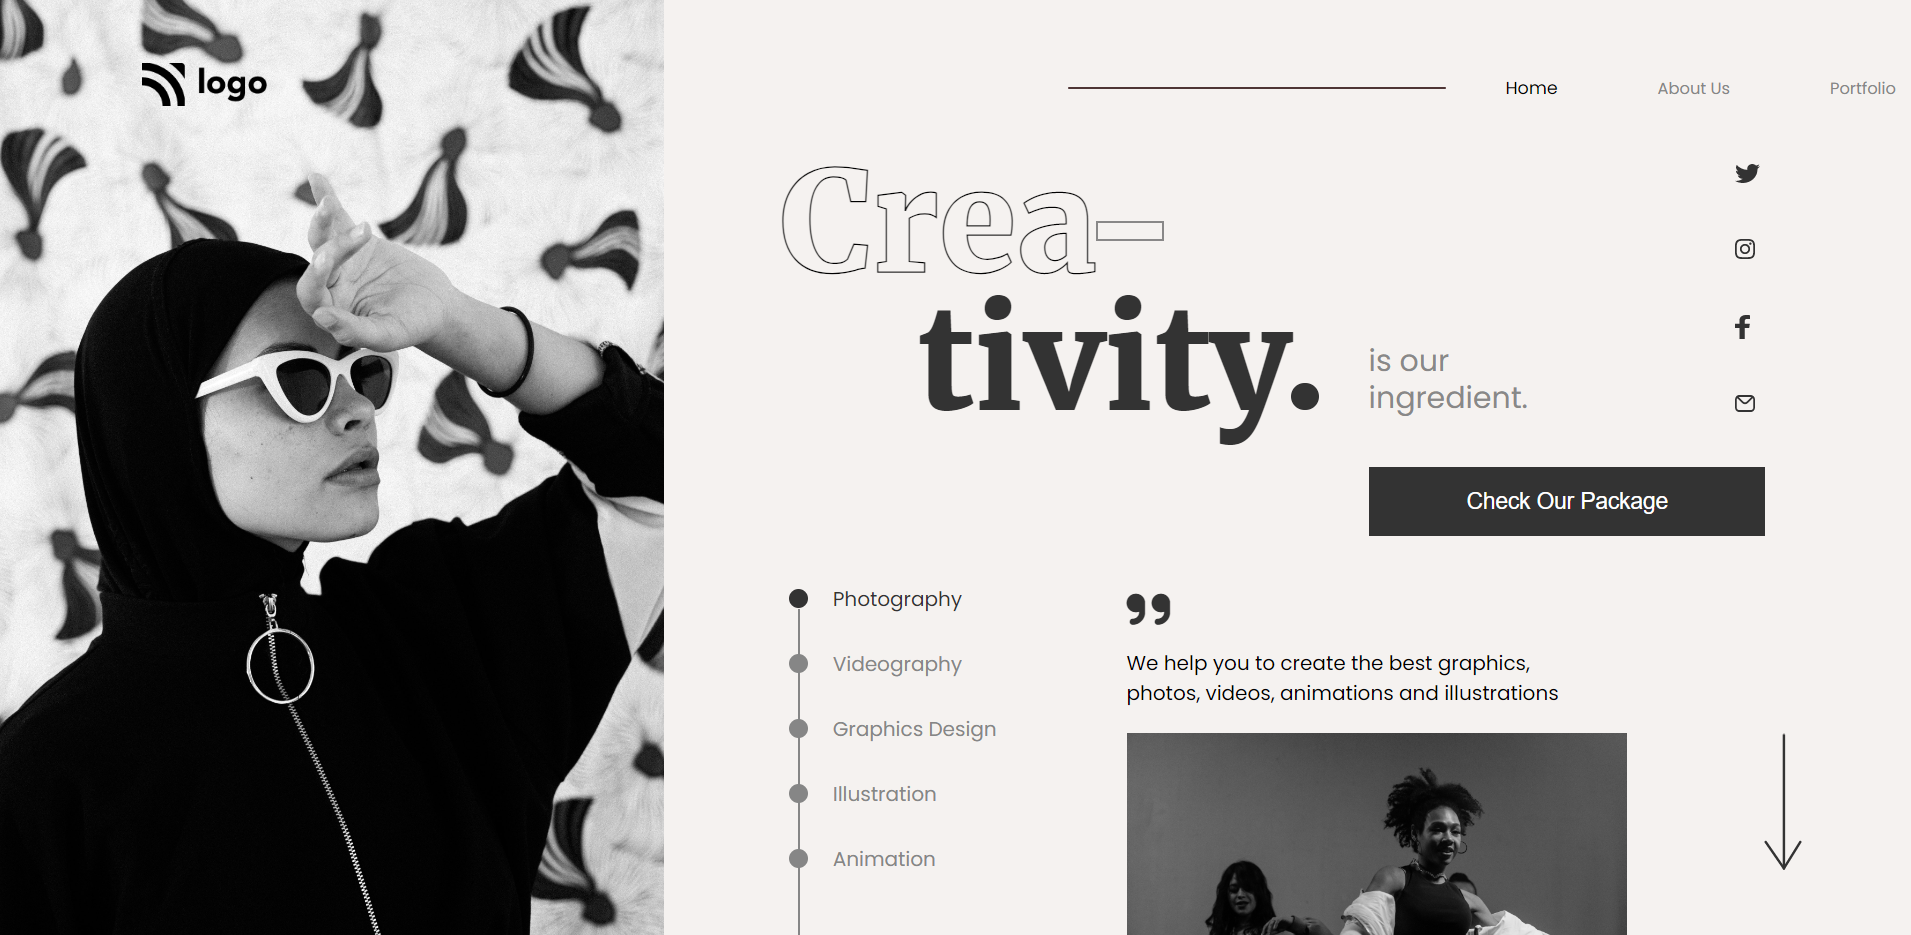 logo
Home
About Us
Portfolio
Crea–
tivity.
is our
ingredient.
Check Our Package
Photography
Videography
Graphics Design
Illustration
Animation
”
We help you to create the best graphics,
photos, videos, animations and illustrations